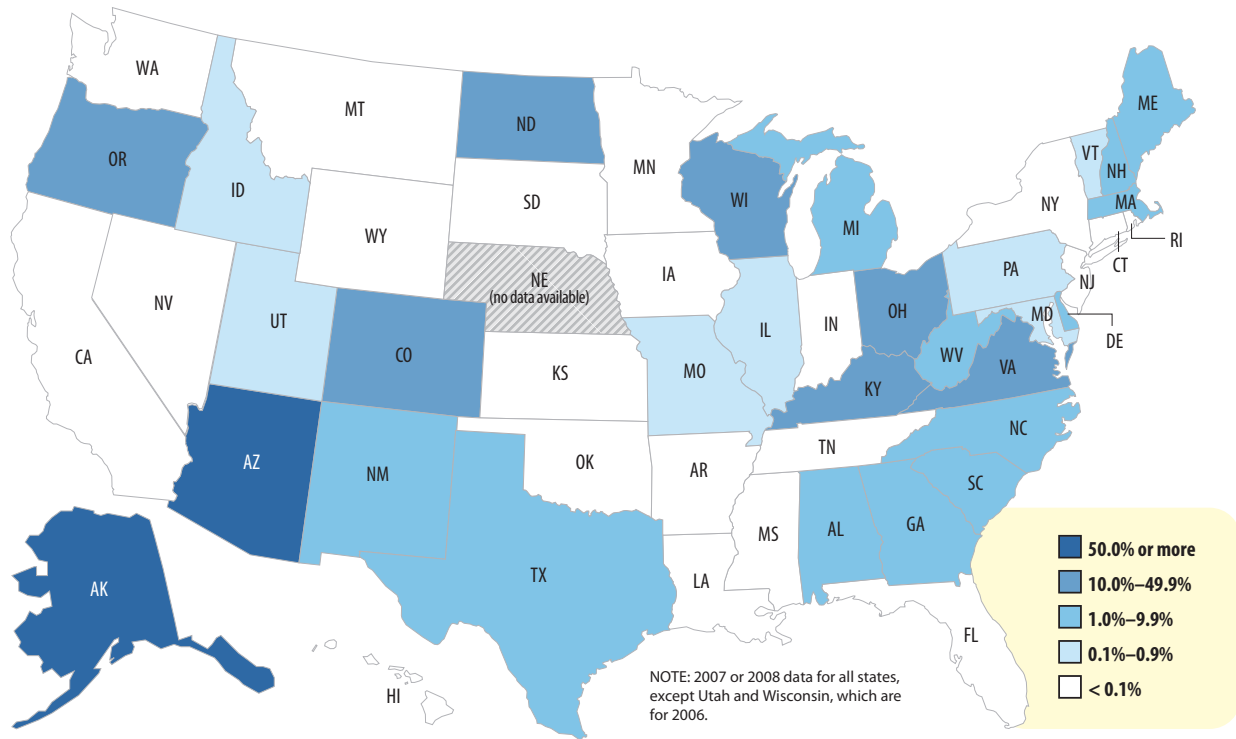 WA
MT
ND
MN
ME
OR
ID
SD
WI
VT
NH
MA
NY
RI
WY
MI
CT
IA
PA
NJ
NE
(no data available)
NV
UT
IL
IN
OH
MD
DE
CA
CO
KS
MO
WV
VA
KY
NC
AZ
NM
OK
TN
AR
SC
MS
AL
GA
AK
TX
LA
FL
HI
50.0% or more
10.0%–49.9%
1.0%–9.9%
0.1%–0.9%
< 0.1%
NOTE: 2007 or 2008 data for all states,
except Utah and Wisconsin, which are
for 2006.